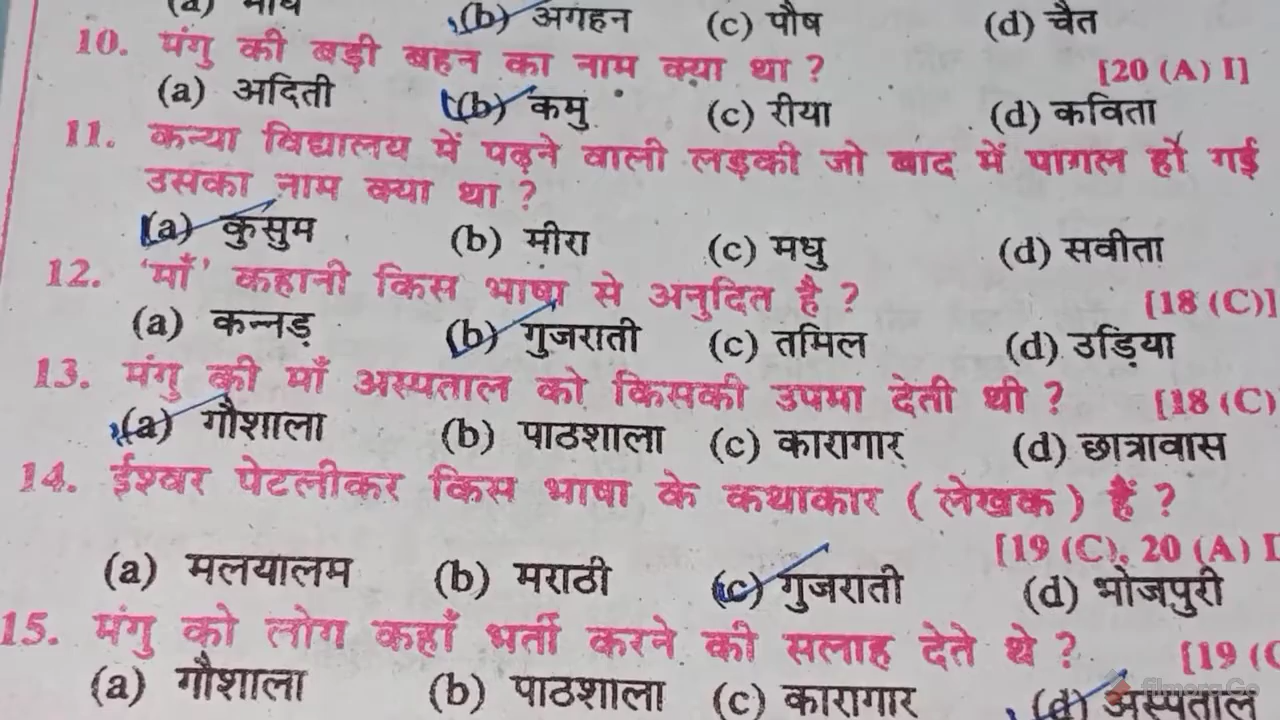 (a) माघ (b) अगहन (c) पौष (d) चैत
10. मंगु की बड़ी बहन का नाम क्या था ? [20 (A) I]
(a) अदिती (b) कमु (c) रीया (d) कविता
11. कन्या विद्यालय में पढ़ने वाली लड़की जो बाद में पागल हो गई
उसका नाम क्या था ?
(a) कुसुम (b) मीरा (c) मधु (d) सवीता
12. 'माँ' कहानी किस भाषा से अनुदित है ? [18 (C)]
(a) कन्नड़ (b) गुजराती (c) तमिल (d) उड़िया
13. मंगु की माँ अस्पताल को किसकी उपमा देती थी ? [18 (C)
(a) गौशाला (b) पाठशाला (c) कारागार (d) छात्रावास
14. ईश्वर पेटलीकर किस भाषा के कथाकार ( लेखक ) हैं ?
[19 (C), 20 (A) I
(a) मलयालम (b) मराठी (c) गुजराती (d) भोजपुरी
15. मंगु को लोग कहाँ भर्ती करने की सलाह देते थे ? [19 (C
(a) गौशाला (b) पाठशाला (c) कारागार (d) अस्पताल
filmora Go